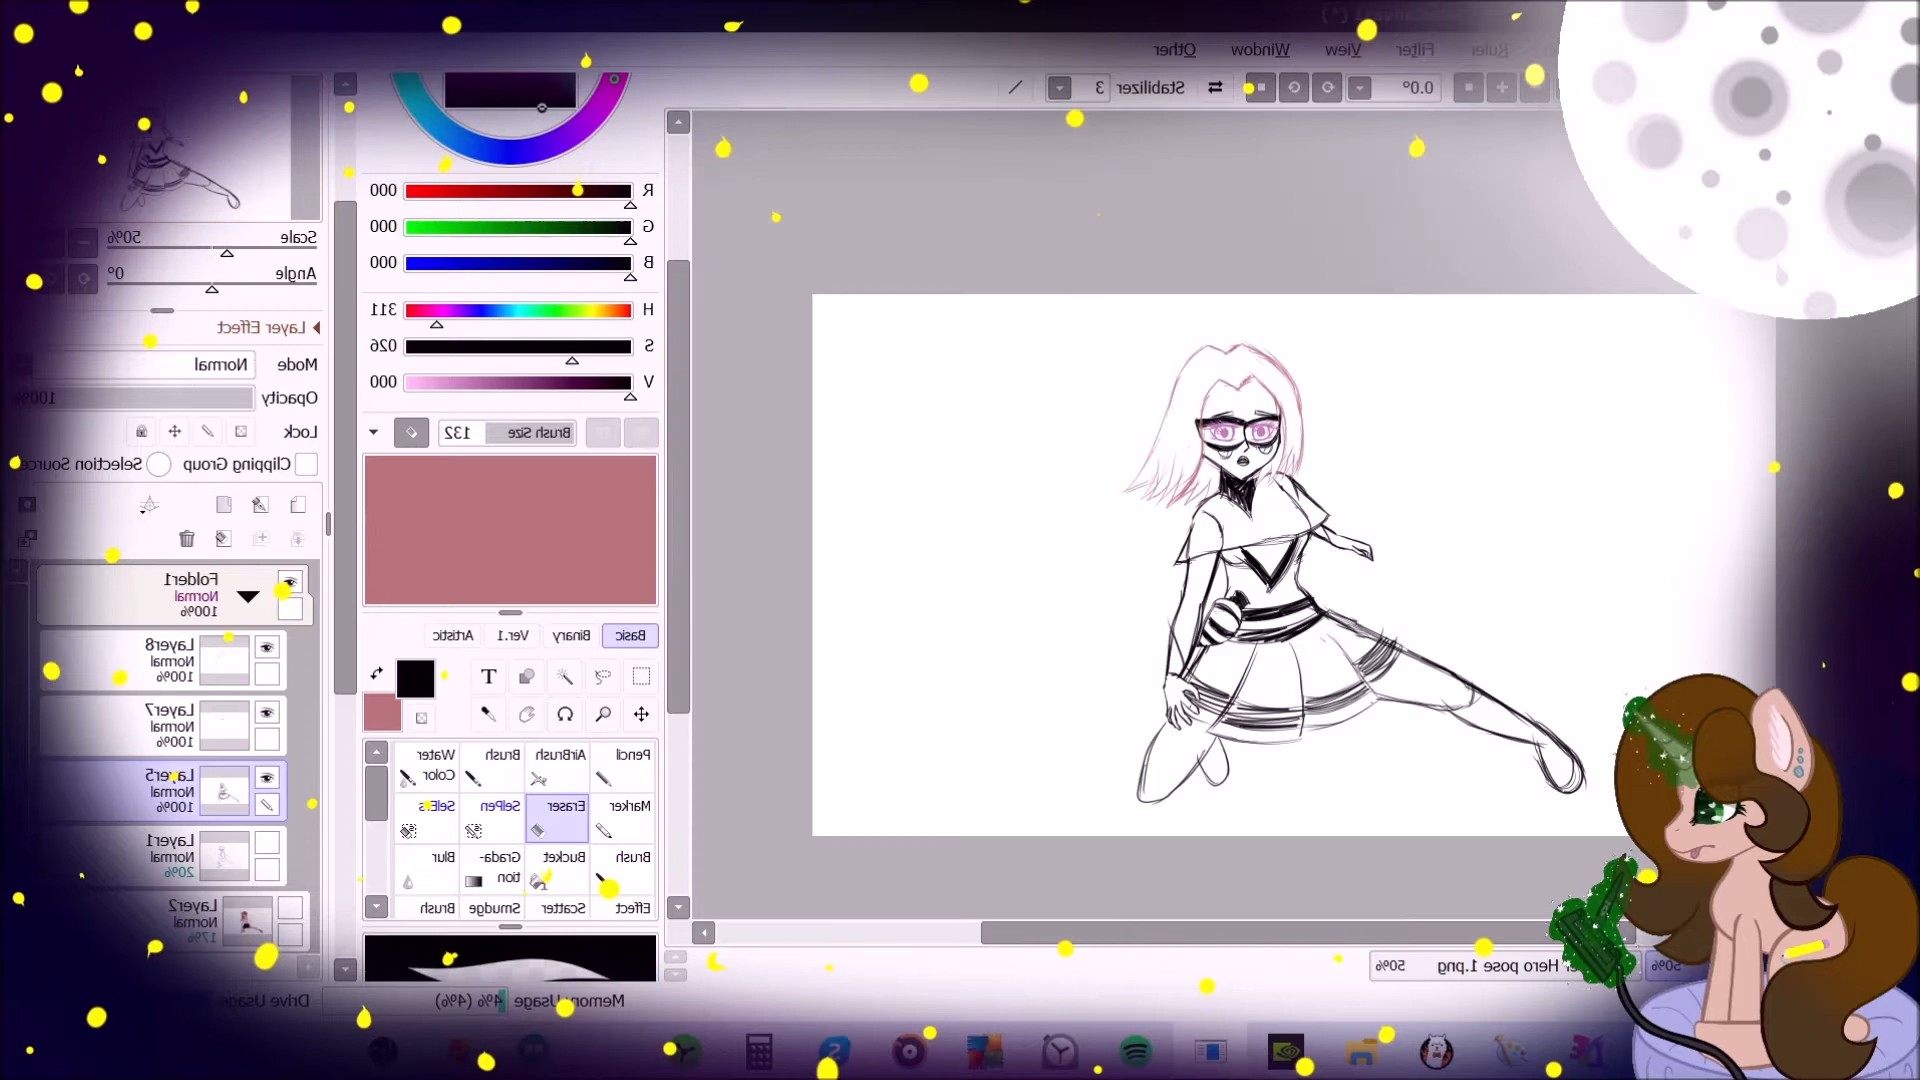 Other
Window
View
Filter
Ruler
Stabilizer 3
0.0°
Scale 50%
Angle 0°
Layer Effect
Mode Normal
Opacity 100%
Lock
Clipping Group
Selection Sourc
Folder1
Normal
100%
Layer8
Normal
100%
Layer7
Normal
100%
Layer5
Normal
100%
Layer1
Normal
20%
Layer2
Normal
17%
R 000
G 000
B 000
H 311
S 026
V 000
Brush Size 132
Basic
Binary
Ver.1
Artistic
T
Pencil
AirBrush
Brush
Water
Color
Marker
Eraser
SelPen
Brush
Bucket
Grada-
tion
Blur
Effect
Scatter
Smudge
Brush
Hero pose 1.png 50%
50%
Memory Usage 4% (4%)
Drive Usage